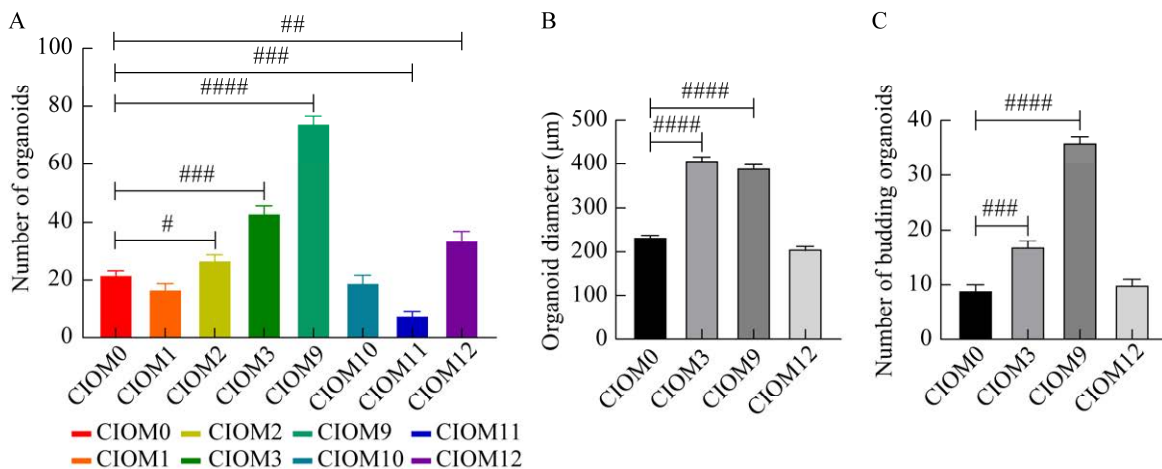 A
Number of organoids
100
80
60
40
20
0
##
###
####
###
#
CIOM0
CIOM1
CIOM2
CIOM3
CIOM9
CIOM10
CIOM11
CIOM12
CIOM0 CIOM2 CIOM9 CIOM11
CIOM1 CIOM3 CIOM10 CIOM12
B
Organoid diameter (μm)
500
400
300
200
100
0
####
####
CIOM0
CIOM3
CIOM9
CIOM12
C
Number of budding organoids
40
30
20
10
0
####
###
CIOM0
CIOM3
CIOM9
CIOM12